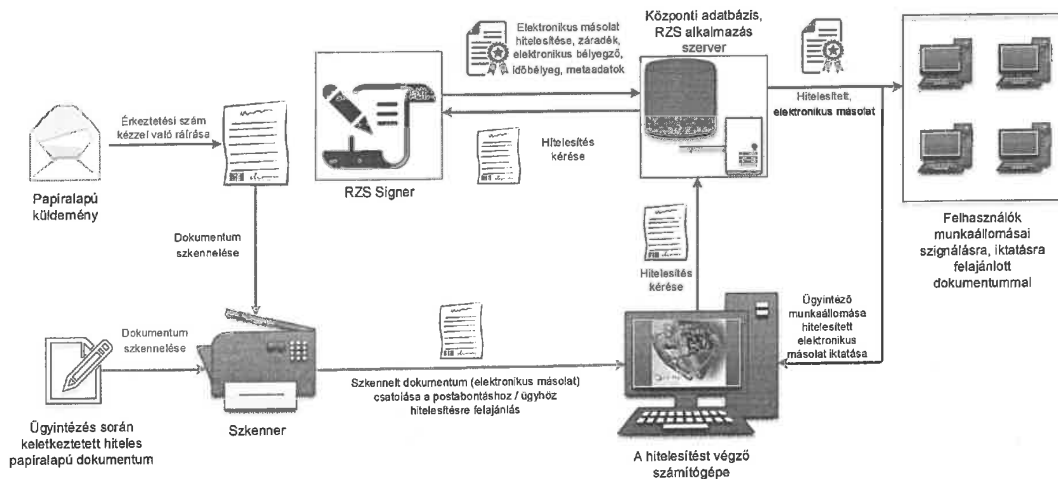 Elektronikus másolat
hitelesítése, záradék,
elektronikus bélyegző,
időbélyeg, metaadatok
Központi adatbázis,
RZS alkalmazás
szerver
Érkeztetési szám
kézzel való ráírása
Hitelesítés
kérése
Hitelesített,
elektronikus másolat
Papíralapú
küldemény
RZS Signer
Felhasználók
munkaállomásai
szignálásra, iktatásra
felajánlott
dokumentummal
Dokumentum
szkennelése
Hitelesítés
kérése
Dokumentum
szkennelése
Ügyintéző
munkaállomása
hitelesített
elektronikus
másolat iktatása
Szkennelt dokumentum (elektronikus másolat)
csatolása a postabontáshoz / ügyhöz
hitelesítésre felajánlás
Szkenner
Ügyintézés során
keletkeztetett hiteles
papíralapú dokumentum
A hitelesítést végző
számítógépe